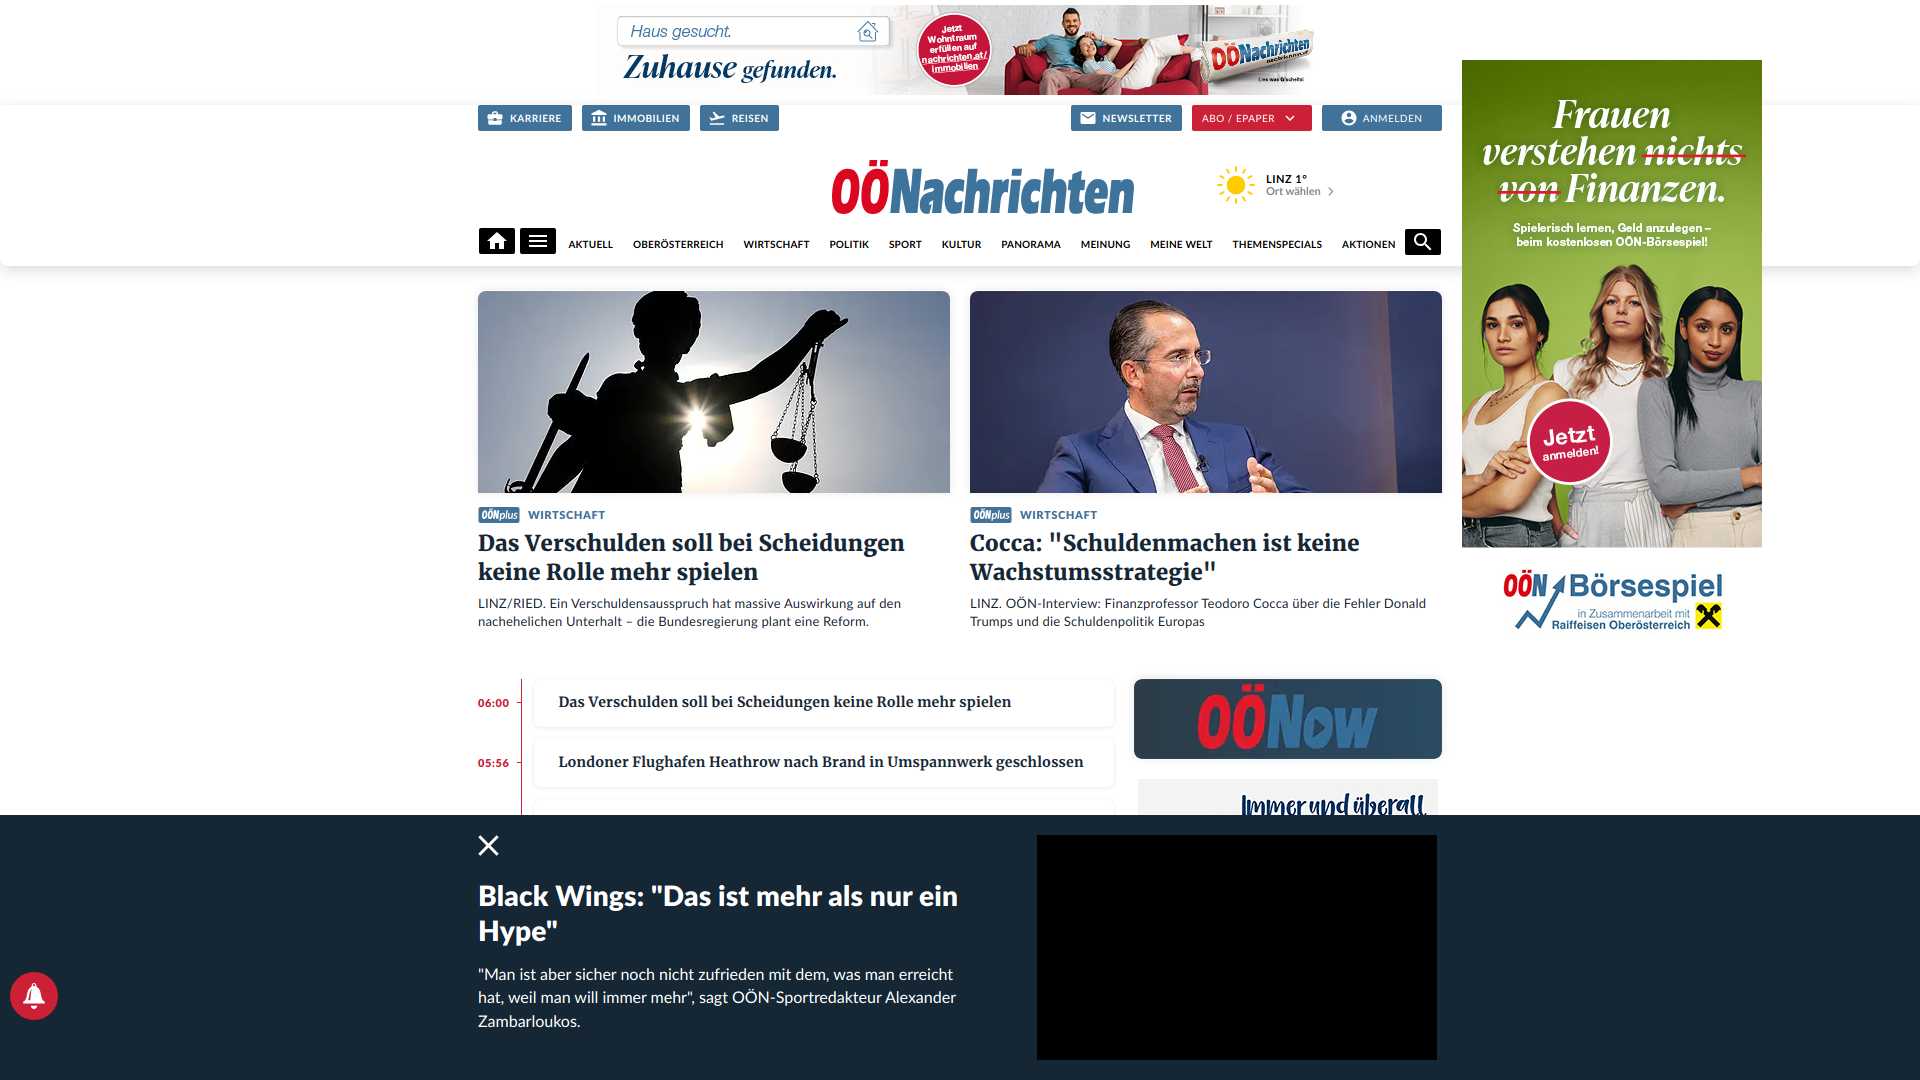 Haus gesucht.
Zuhause gefunden.
Jetzt
Wohntraum
erfüllen auf
nachrichten.at/
immobilien
OÖNachrichten
Lies was G'scheits!
KARRIERE
IMMOBILIEN
REISEN
NEWSLETTER
ABO / EPAPER
ANMELDEN
OÖNachrichten
LINZ 1°
Ort wählen
AKTUELL
OBERÖSTERREICH
WIRTSCHAFT
POLITIK
SPORT
KULTUR
PANORAMA
MEINUNG
MEINE WELT
THEMENSPECIALS
AKTIONEN
Frauen
verstehen nichts
von Finanzen.
Spielerisch lernen, Geld anzulegen –
beim kostenlosen OÖN-Börsespiel!
Jetzt
anmelden!
OÖN Börsespiel
in Zusammenarbeit mit
Raiffeisen Oberösterreich
OÖNplus WIRTSCHAFT
Das Verschulden soll bei Scheidungen
keine Rolle mehr spielen
LINZ/RIED. Ein Verschuldensausspruch hat massive Auswirkung auf den
nachehelichen Unterhalt – die Bundesregierung plant eine Reform.
OÖNplus WIRTSCHAFT
Cocca: "Schuldenmachen ist keine
Wachstumsstrategie"
LINZ. OÖN-Interview: Finanzprofessor Teodoro Cocca über die Fehler Donald
Trumps und die Schuldenpolitik Europas
06:00
Das Verschulden soll bei Scheidungen keine Rolle mehr spielen
05:56
Londoner Flughafen Heathrow nach Brand in Umspannwerk geschlossen
OÖNow
Immer und überall
Black Wings: "Das ist mehr als nur ein
Hype"
"Man ist aber sicher noch nicht zufrieden mit dem, was man erreicht
hat, weil man will immer mehr", sagt OÖN-Sportredakteur Alexander
Zambarloukos.